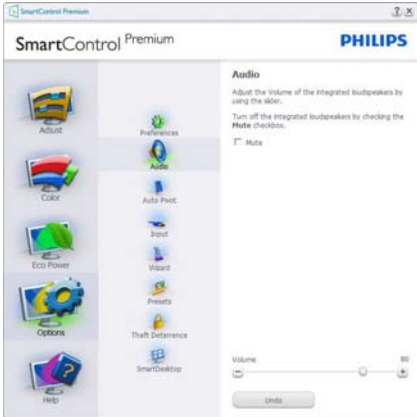 SmartControl Premium
SmartControl Premium
PHILIPS
Adjust
Color
Eco Power
Options
Help
Preferences
Audio
Auto Pivot
Input
Wizard
Presets
Theft Deterrence
SmartDesktop
Audio
Adjust the Volume of the integrated loudspeakers by
using the slider.
Turn off the integrated loudspeakers by checking the
Mute checkbox.
Mute
Volume 80
Undo